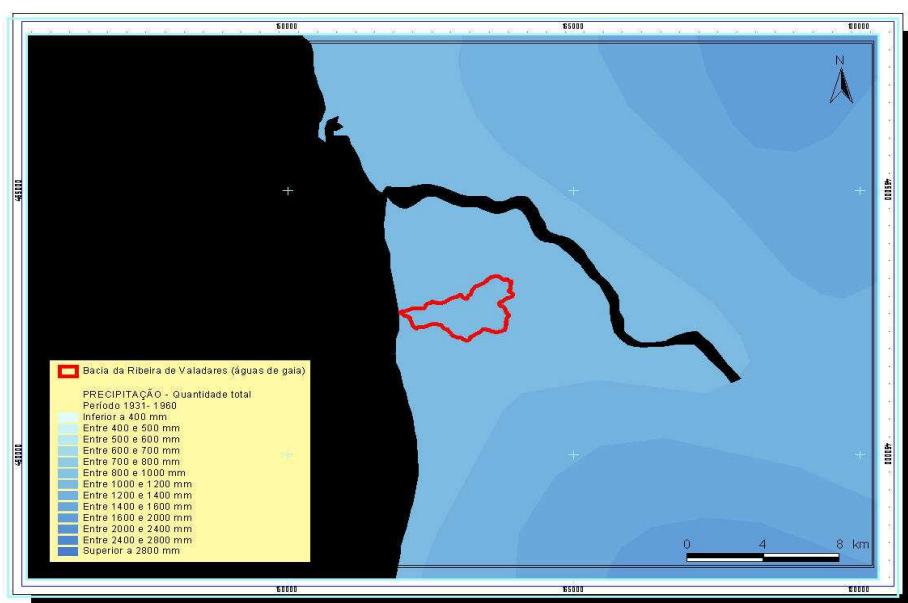 150000 155000 160000
N
Bacia da Ribeira de Valadares (águas de gaia)
PRECIPITAÇÃO - Quantidade total
Período 1931- 1960
Inferior a 400 mm
Entre 400 e 500 mm
Entre 500 e 600 mm
Entre 600 e 700 mm
Entre 700 e 800 mm
Entre 800 e 1000 mm
Entre 1000 e 1200 mm
Entre 1200 e 1400 mm
Entre 1400 e 1600 mm
Entre 1600 e 2000 mm
Entre 2000 e 2400 mm
Entre 2400 e 2800 mm
Superior a 2800 mm
0 4 8 km